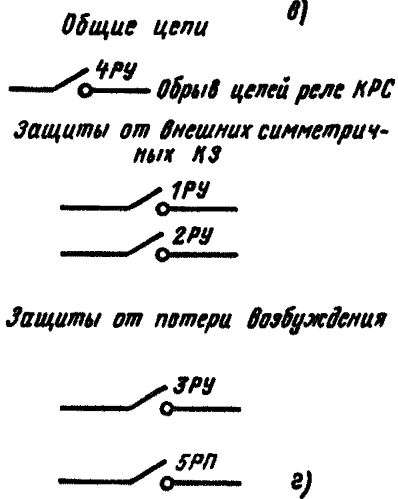 в)
Общие цепи
4РУ
Обрыв цепей реле КРС
Защиты от внешних симметрич-
ных КЗ
1РУ
2РУ
Защиты от потери возбуждения
3РУ
5РП
г)